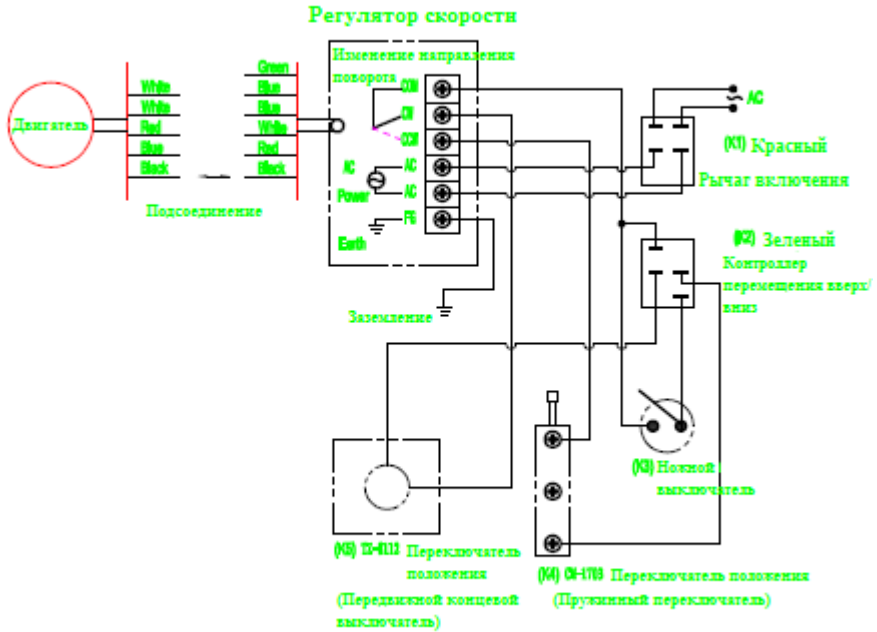 Регулятор скорости
Изменение направления
поворота
Green
Blue
Blue
White
Red
Black
White
White
Red
Blue
Black
Двигатель
Подсоединение
COM
CW
CCW
AC
AC
FG
AC
Power
Earth
Заземление
AC
(K1) Красный
Рычаг включения
(K2) Зеленый
Контроллер
перемещения вверх/
вниз
(K3) Ножной
выключатель
(K4) Переключатель положения
(Пружинный переключатель)
(K5) Переключатель
положения
(Передвижной концевой
выключатель)